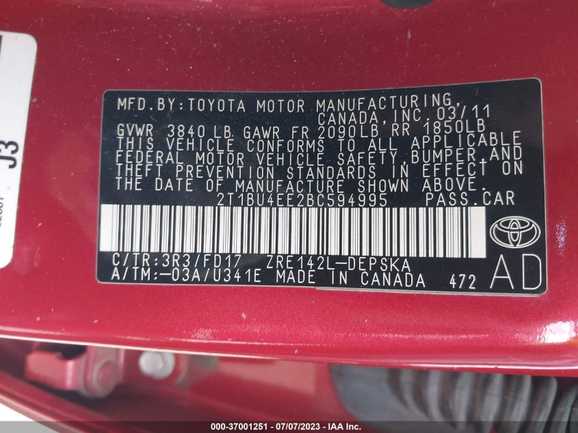 MFD.BY:TOYOTA MOTOR MANUFACTURING,
CANADA, INC. 03/11
GVWR 3840 LB GAWR FR 2090LB RR 1850LB
THIS VEHICLE CONFORMS TO ALL APPLICABLE
FEDERAL MOTOR VEHICLE SAFETY, BUMPER, AND
THEFT PREVENTION STANDARDS IN EFFECT ON
THE DATE OF MANUFACTURE SHOWN ABOVE.
2T1BU4EE2BC594995 PASS.CAR
C/TR:3R3/FD17 ZRE142L-DEPSKA
A/TM:-03A/U341E MADE IN CANADA 472
AD
J3
000-37001251 - 07/07/2023 - IAA Inc.